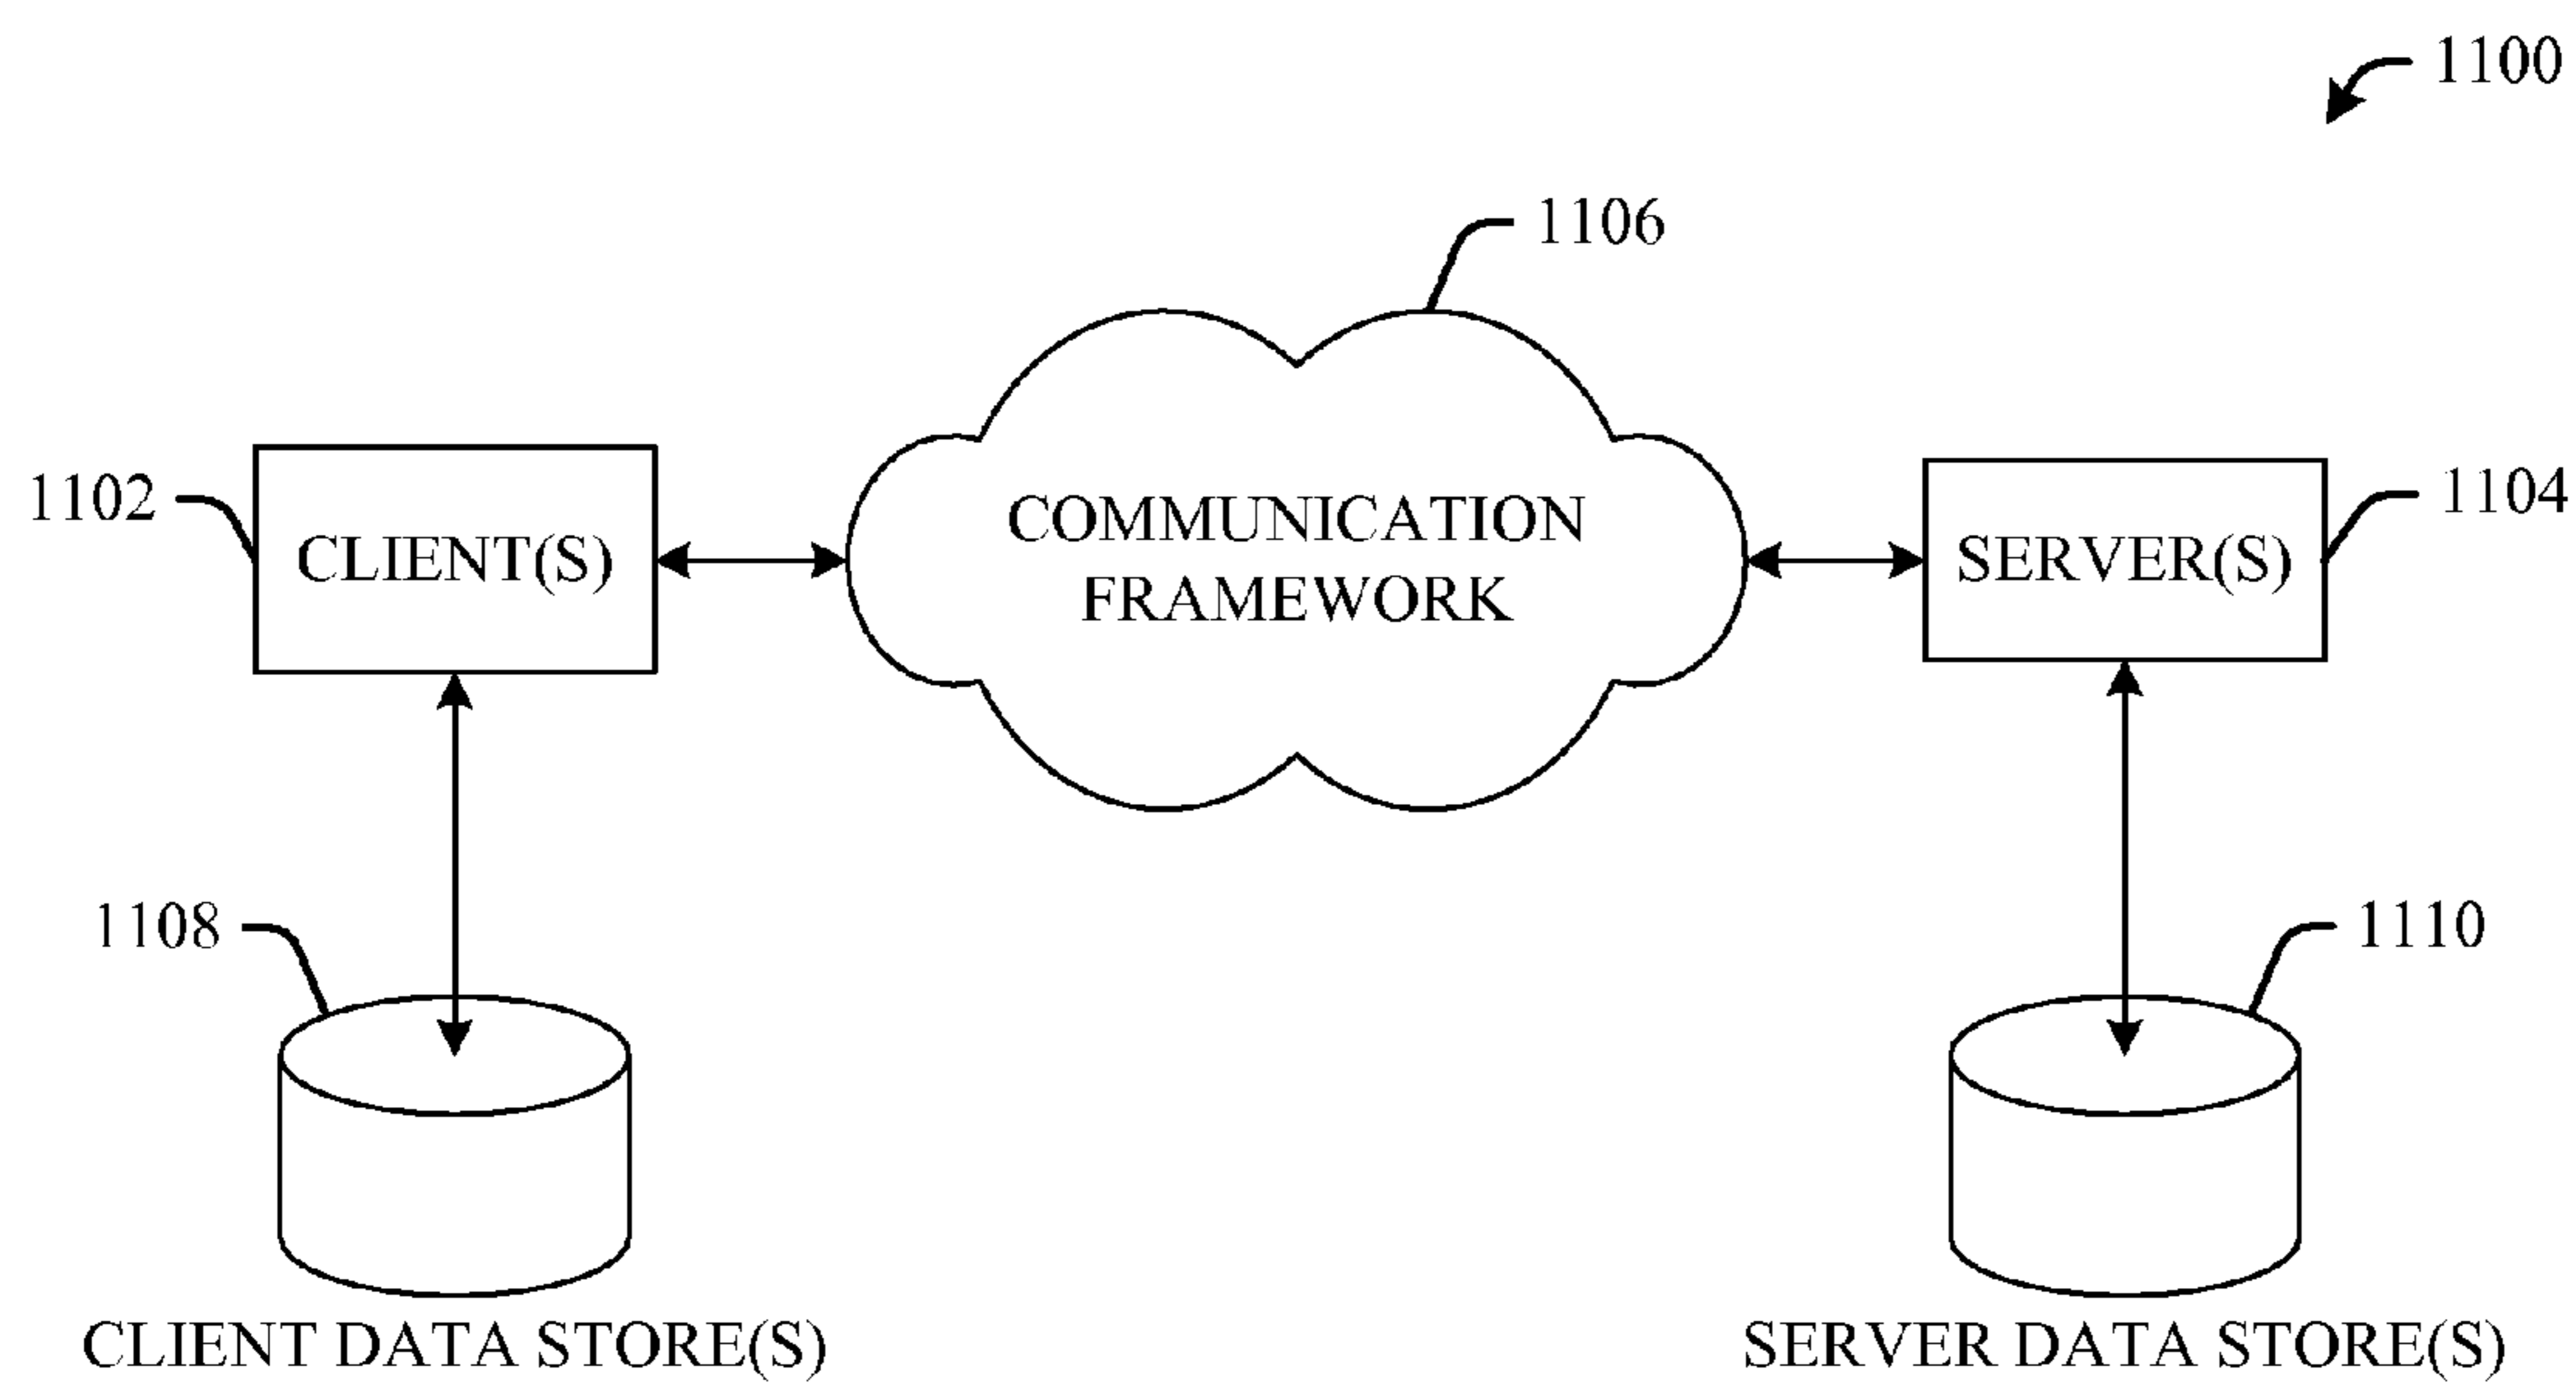 1100
1106
1102
CLIENT(S)
COMMUNICATION
FRAMEWORK
SERVER(S)
1104
1108
1110
CLIENT DATA STORE(S)
SERVER DATA STORE(S)